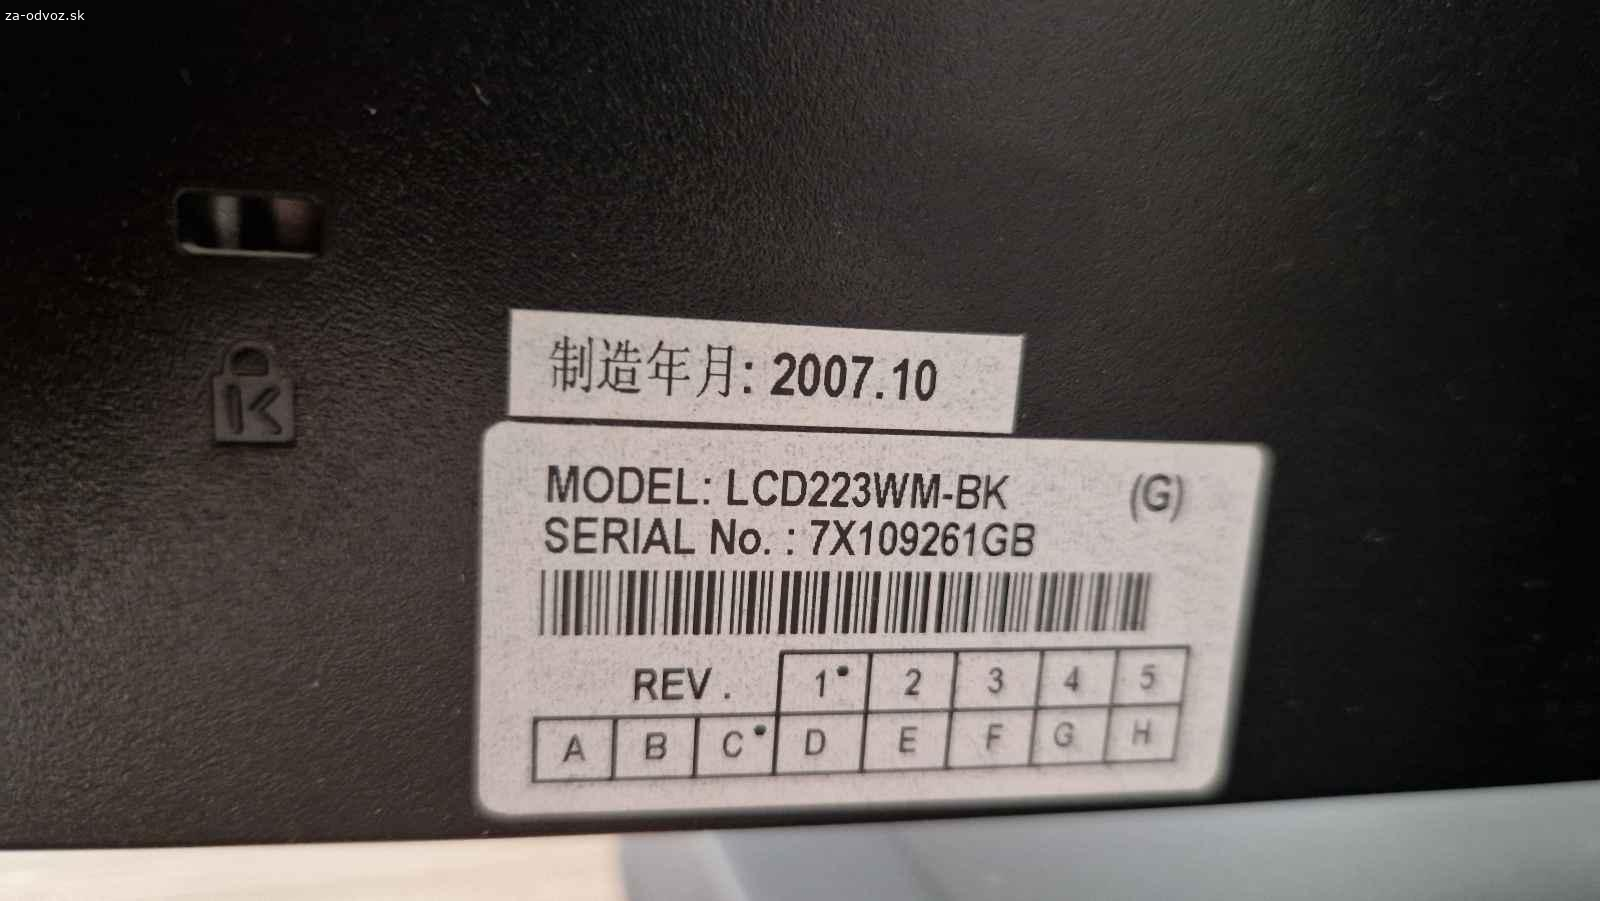 za-odvoz.sk
制造年月: 2007.10
MODEL: LCD223WM-BK (G)
SERIAL No. : 7X109261GB
REV . 1• 2 3 4 5
A B C• D E F G H
K